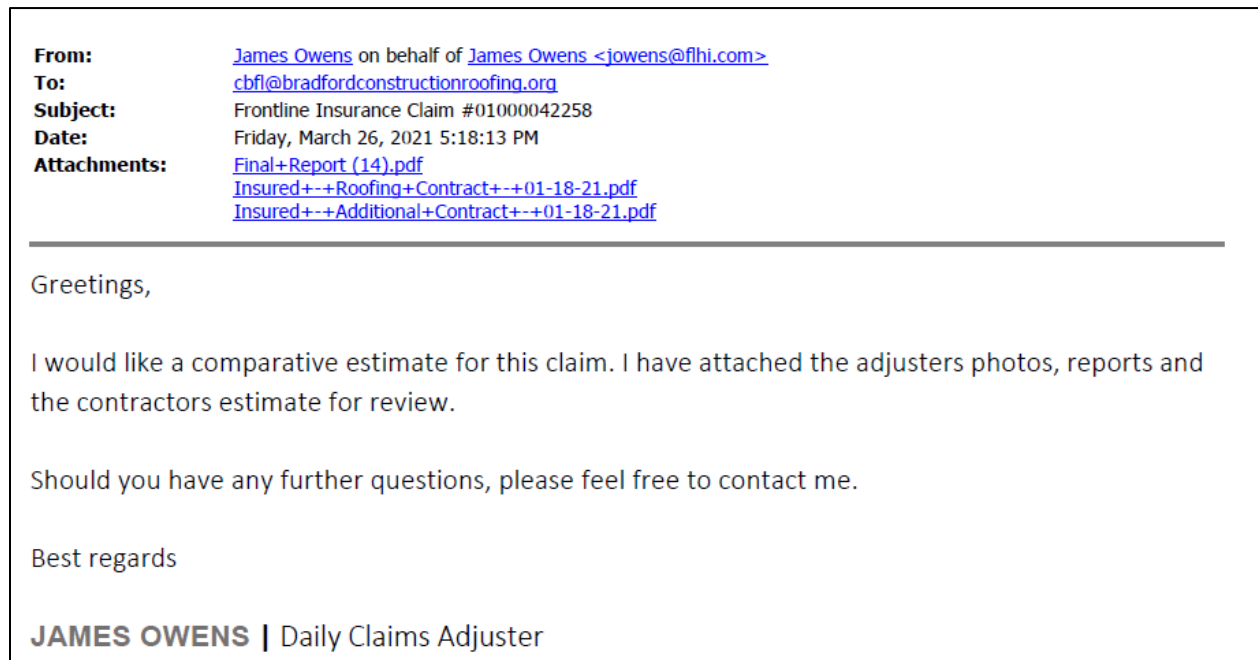 From: James Owens on behalf of James Owens <jowens@flhi.com>
To: cbfl@bradfordconstructionroofing.org
Subject: Frontline Insurance Claim #01000042258
Date: Friday, March 26, 2021 5:18:13 PM
Attachments: Final+Report (14).pdf
Insured+-+Roofing+Contract+-+01-18-21.pdf
Insured+-+Additional+Contract+-+01-18-21.pdf
Greetings,
I would like a comparative estimate for this claim. I have attached the adjusters photos, reports and
the contractors estimate for review.
Should you have any further questions, please feel free to contact me.
Best regards
JAMES OWENS | Daily Claims Adjuster